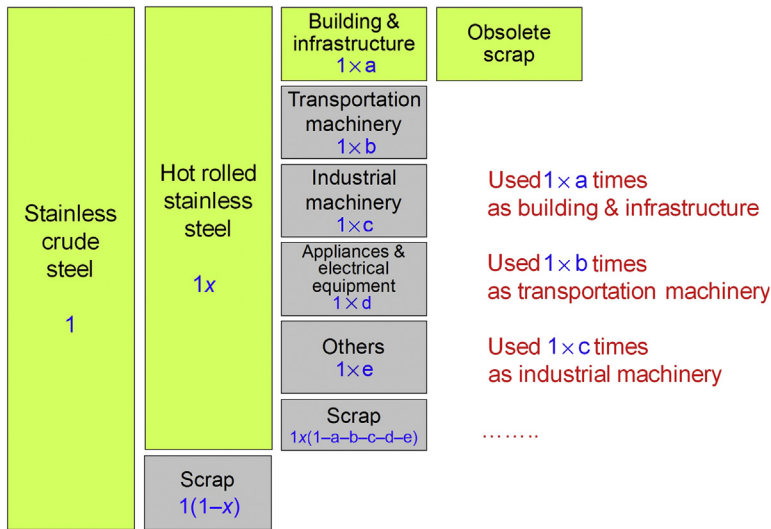 Stainless
crude
steel
1
Hot rolled
stainless
steel
1x
Scrap
1(1–x)
Building &
infrastructure
1×a
Transportation
machinery
1×b
Industrial
machinery
1×c
Appliances &
electrical
equipment
1×d
Others
1×e
Scrap
1x(1–a–b–c–d–e)
Obsolete
scrap
Used 1×a times
as building & infrastructure
Used 1×b times
as transportation machinery
Used 1×c times
as industrial machinery
........